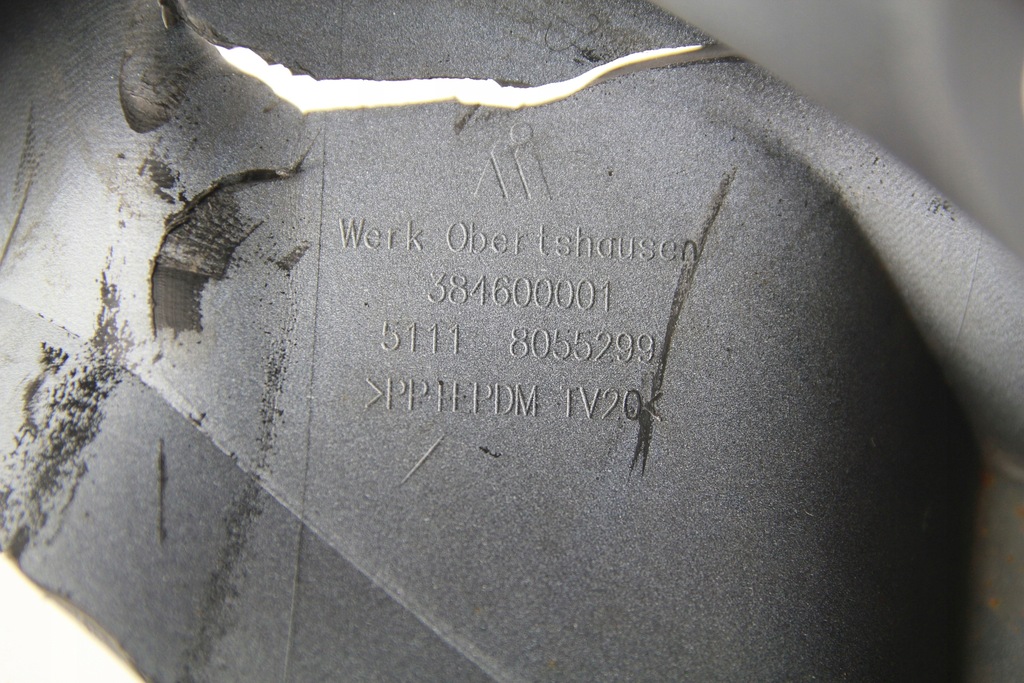 Werk Obertshausen
384600001
5111 8055299
>PP+EPDM TV20<